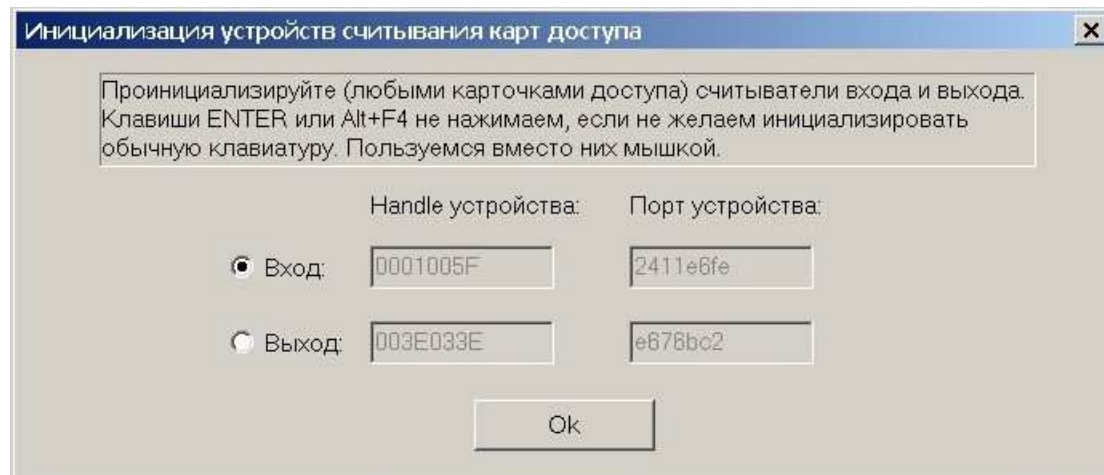 Инициализация устройств считывания карт доступа
Проинициализируйте (любыми карточками доступа) считыватели входа и выхода.
Клавиши ENTER или Alt+F4 не нажимаем, если не желаем инициализировать
обычную клавиатуру. Пользуемся вместо них мышкой.
Handle устройства: Порт устройства:
Вход: 0001005F 2411e6fe
Выход: 003E033E e676bc2
Ok